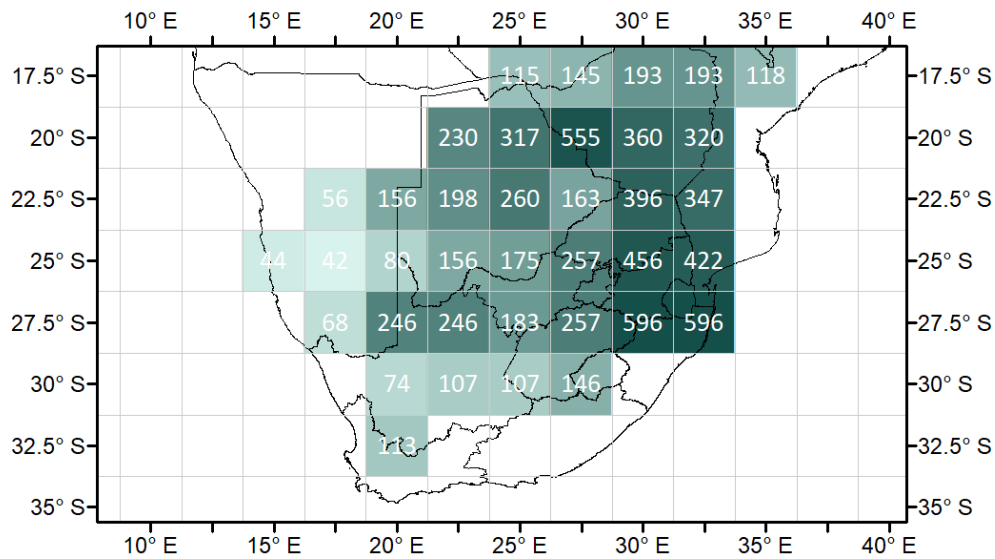 10° E 15° E 20° E 25° E 30° E 35° E 40° E
17.5° S 115 145 193 193 118 17.5° S
20° S 230 317 555 360 320 20° S
22.5° S 56 156 198 260 163 396 347 22.5° S
25° S 44 42 80 156 175 257 456 422 25° S
27.5° S 68 246 246 183 257 596 596 27.5° S
30° S 74 107 107 146 30° S
32.5° S 113 32.5° S
35° S 35° S
10° E 15° E 20° E 25° E 30° E 35° E 40° E